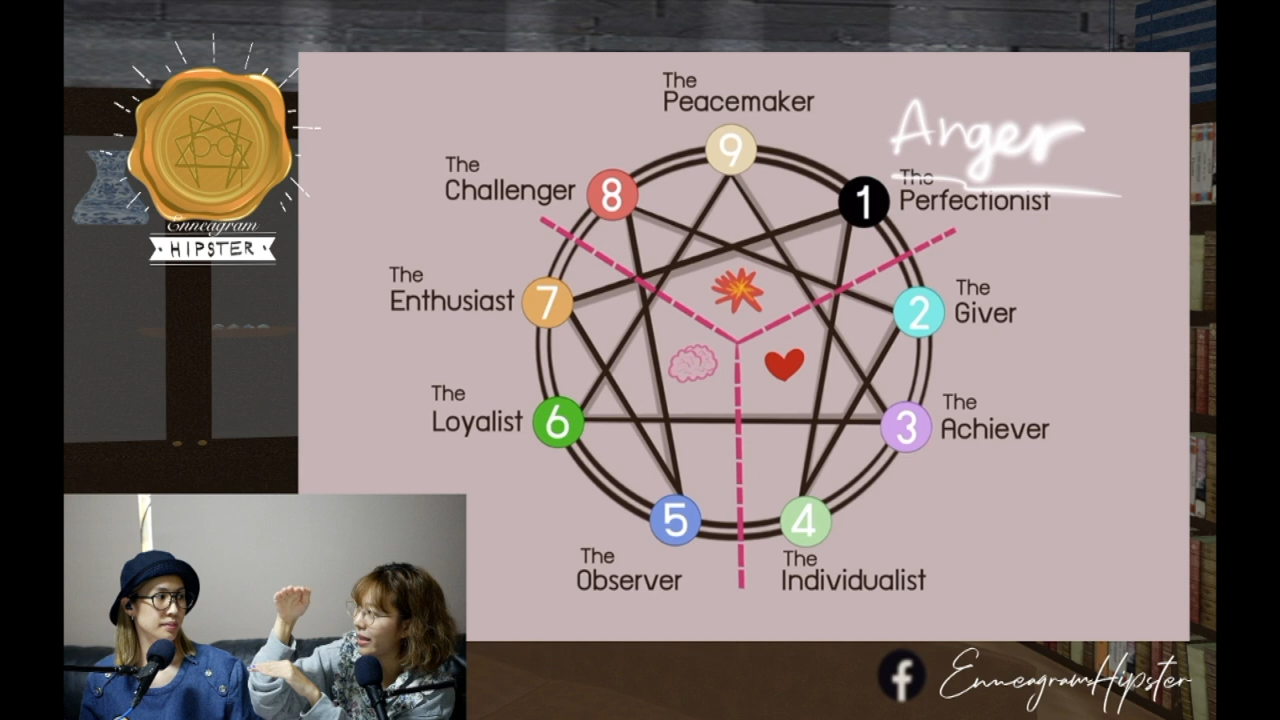 Enneagram
HIPSTER
The
Peacemaker
9
Anger
The
Challenger
8
The
Perfectionist
1
The
Enthusiast
7
The
Giver
2
The
Loyalist
6
The
Achiever
3
The
Observer
5
The
Individualist
4
f
EnneagramHipster